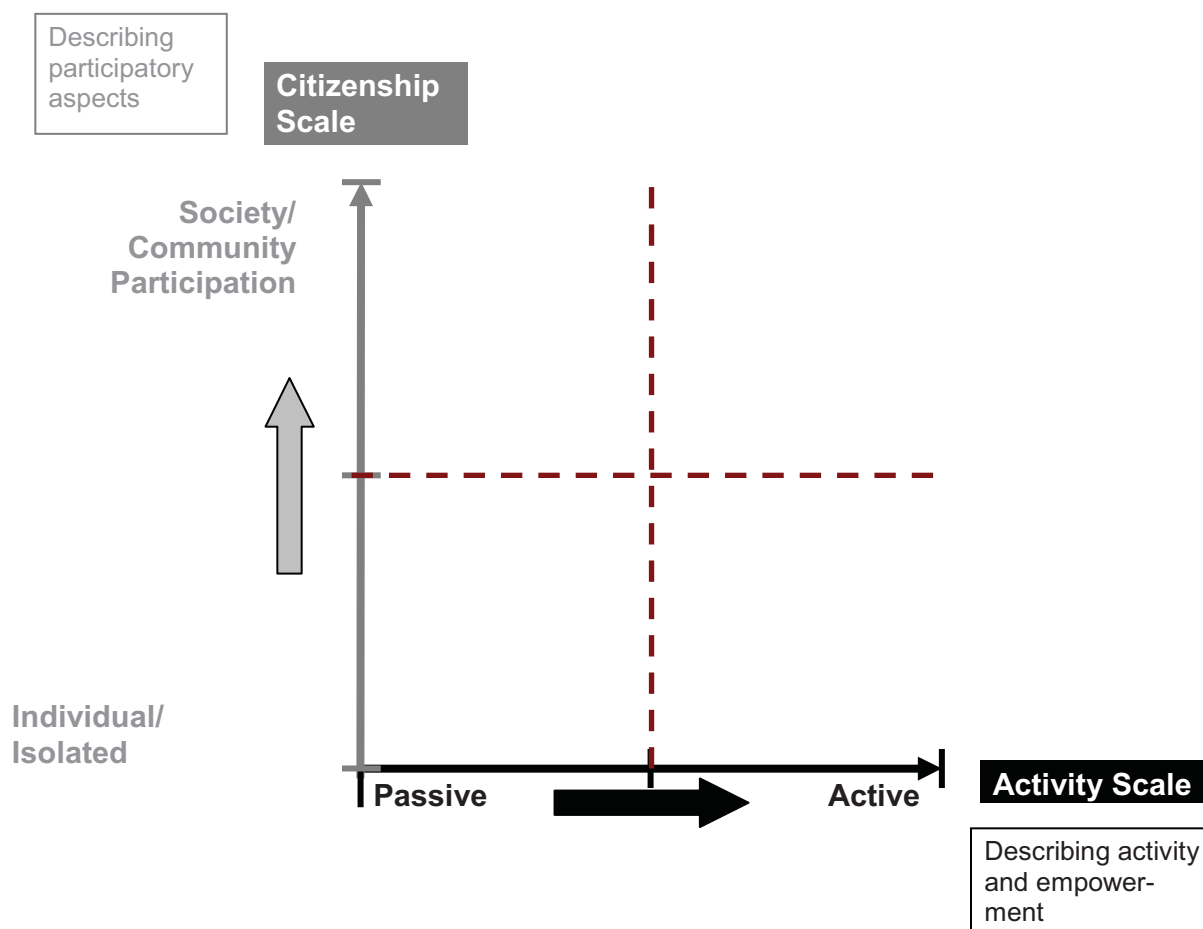 Describing
participatory
aspects
Citizenship
Scale
Society/
Community
Participation
Individual/
Isolated
Passive
Active
Activity Scale
Describing activity
and empower-
ment